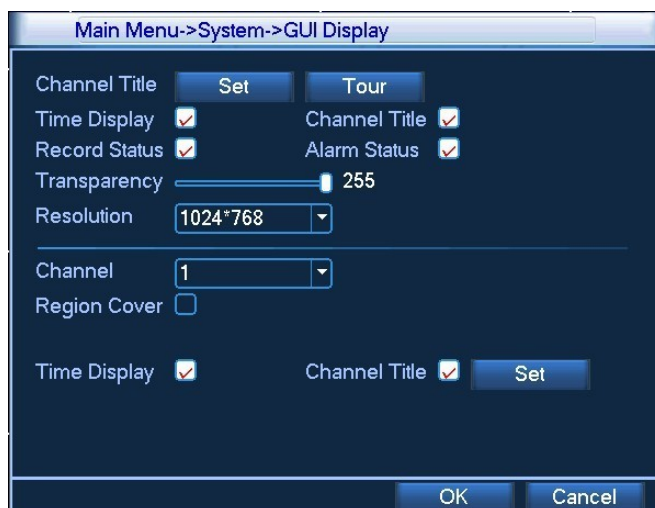 Main Menu->System->GUI Display
Channel Title Set Tour
Time Display Channel Title
Record Status Alarm Status
Transparency 255
Resolution 1024*768
Channel 1
Region Cover
Time Display Channel Title Set
OK Cancel